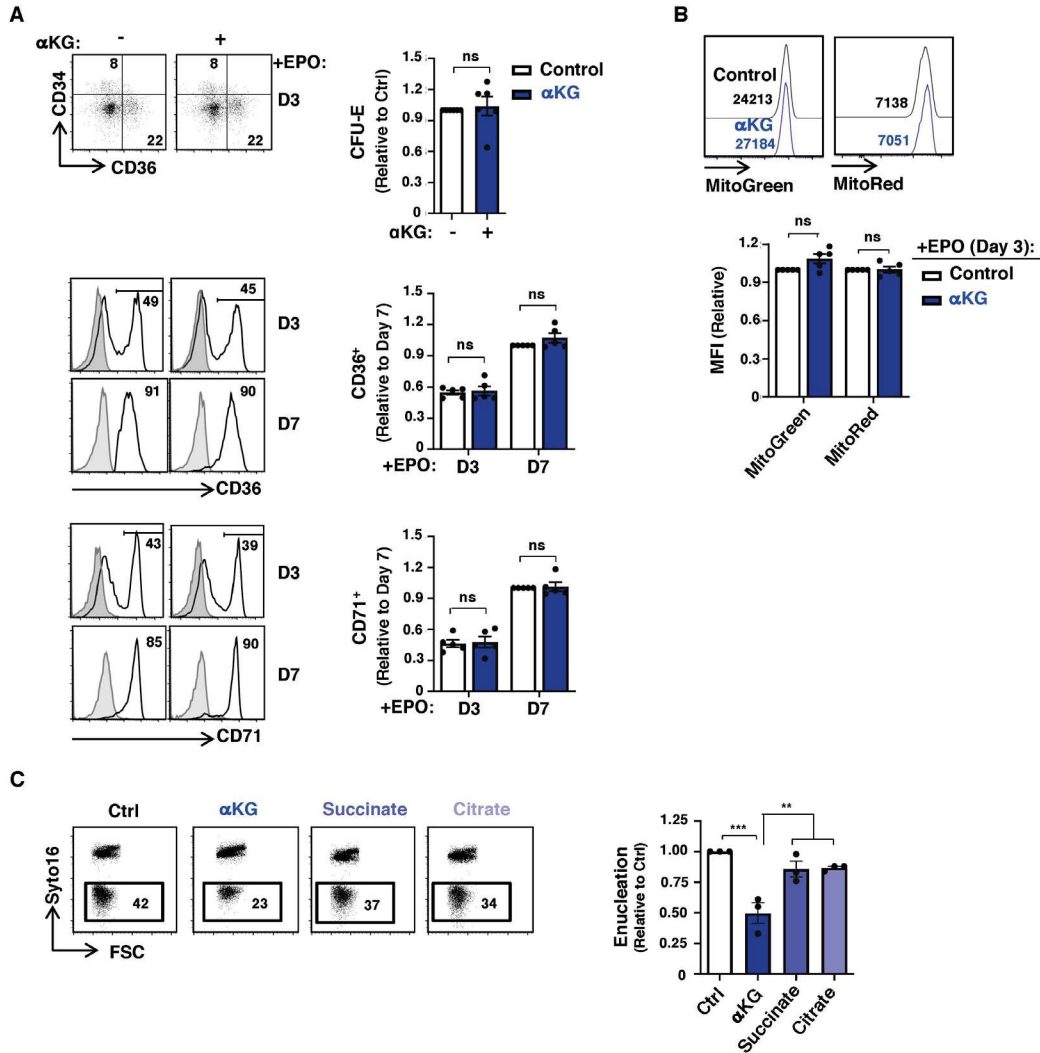 A
αKG: - +
8 8 +EPO:
CD34
D3
22 22
CD36
1.5
1.2
0.9
0.6
0.3
0
CFU-E
(Relative to Ctrl)
ns
Control
αKG
αKG: - +
49 45
D3
91 90
D7
CD36
1.5
1.2
0.9
0.6
0.3
0
CD36+
(Relative to Day 7)
ns
ns
+EPO: D3 D7
43 39
D3
85 90
D7
CD71
1.5
1.2
0.9
0.6
0.3
0
CD71+
(Relative to Day 7)
ns
ns
+EPO: D3 D7
B
Control
24213
αKG
27184
7138
7051
MitoGreen MitoRed
1.2
0.9
0.6
0.3
0
MFI (Relative)
ns
ns
+EPO (Day 3):
Control
αKG
MitoGreen
MitoRed
C
Ctrl αKG Succinate Citrate
Syto16
42 23 37 34
FSC
1.25
1.00
0.75
0.50
0.25
0
Enucleation
(Relative to Ctrl)
***
**
Ctrl
αKG
Succinate
Citrate